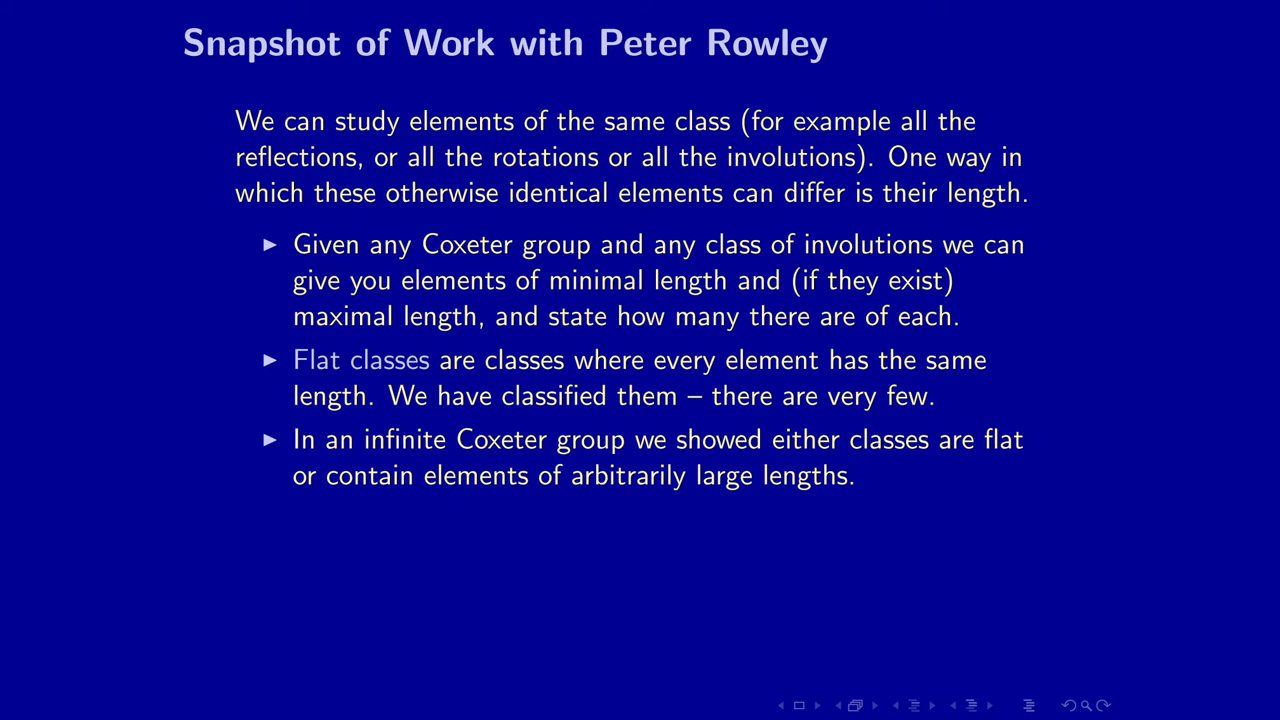 Snapshot of Work with Peter Rowley
We can study elements of the same class (for example all the
reflections, or all the rotations or all the involutions). One way in
which these otherwise identical elements can differ is their length.
Given any Coxeter group and any class of involutions we can
give you elements of minimal length and (if they exist)
maximal length, and state how many there are of each.
Flat classes are classes where every element has the same
length. We have classified them – there are very few.
In an infinite Coxeter group we showed either classes are flat
or contain elements of arbitrarily large lengths.